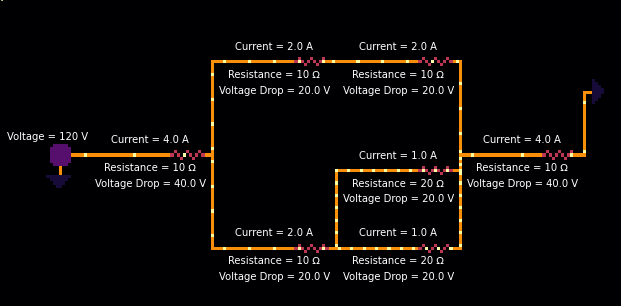 Current = 2.0 A
Current = 2.0 A
Resistance = 10 Ω
Resistance = 10 Ω
Voltage Drop = 20.0 V
Voltage Drop = 20.0 V
Voltage = 120 V
Current = 4.0 A
Current = 4.0 A
Resistance = 10 Ω
Resistance = 10 Ω
Voltage Drop = 40.0 V
Voltage Drop = 40.0 V
Current = 1.0 A
Resistance = 20 Ω
Voltage Drop = 20.0 V
Current = 2.0 A
Current = 1.0 A
Resistance = 10 Ω
Resistance = 20 Ω
Voltage Drop = 20.0 V
Voltage Drop = 20.0 V